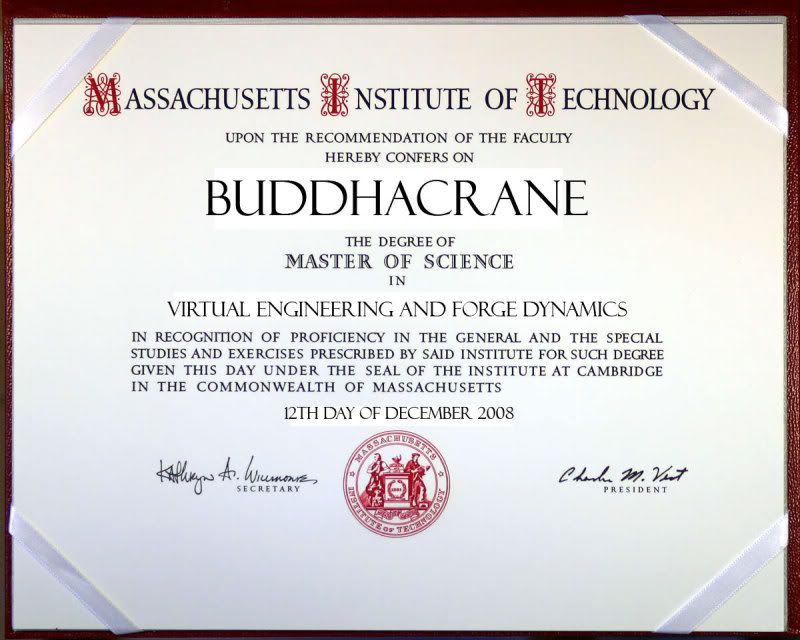 MASSACHUSETTS INSTITUTE OF TECHNOLOGY
UPON THE RECOMMENDATION OF THE FACULTY
HEREBY CONFERS ON
BUDDHACRANE
THE DEGREE OF
MASTER OF SCIENCE
IN
VIRTUAL ENGINEERING AND FORGE DYNAMICS
IN RECOGNITION OF PROFICIENCY IN THE GENERAL AND THE SPECIAL
STUDIES AND EXERCISES PRESCRIBED BY SAID INSTITUTE FOR SUCH DEGREE
GIVEN THIS DAY UNDER THE SEAL OF THE INSTITUTE AT CAMBRIDGE
IN THE COMMONWEALTH OF MASSACHUSETTS
12TH DAY OF DECEMBER 2008
Kathryn A.
SECRETARY
MASSACHUSETTS
INSTITUTE OF TECHNOLOGY
Charles M. Vest
PRESIDENT